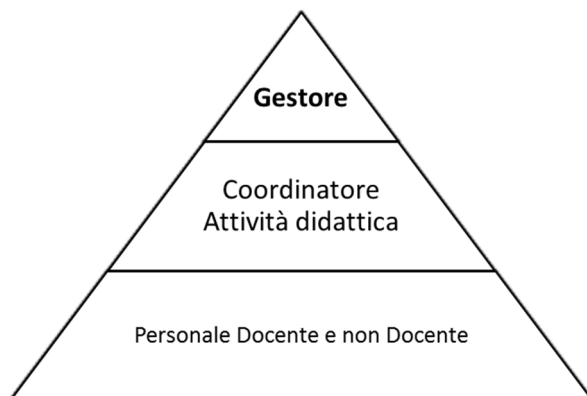 Gestore
Coordinatore
Attività didattica
Personale Docente e non Docente